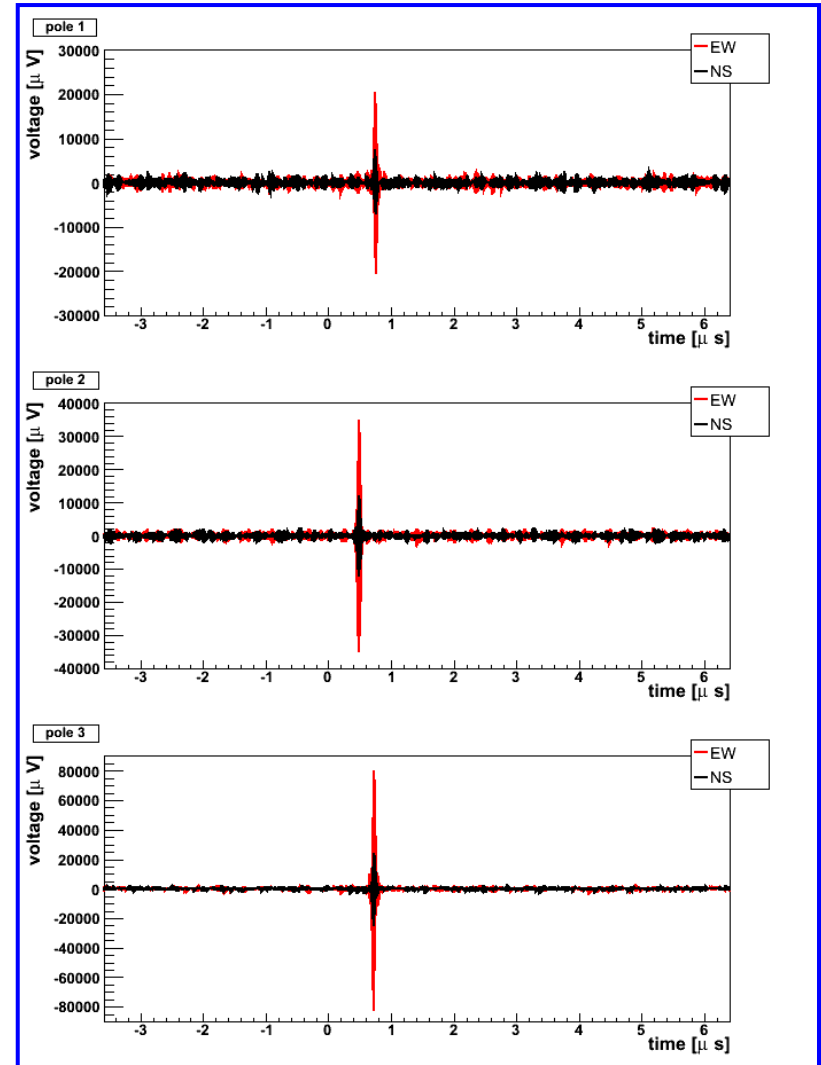 pole 1
voltage [μ V]
30000
20000
10000
0
-10000
-20000
-30000
EW
NS
-3 -2 -1 0 1 2 3 4 5 6
time [μ s]
pole 2
voltage [μ V]
40000
30000
20000
10000
0
-10000
-20000
-30000
-40000
EW
NS
-3 -2 -1 0 1 2 3 4 5 6
time [μ s]
pole 3
voltage [μ V]
80000
60000
40000
20000
0
-20000
-40000
-60000
-80000
EW
NS
-3 -2 -1 0 1 2 3 4 5 6
time [μ s]